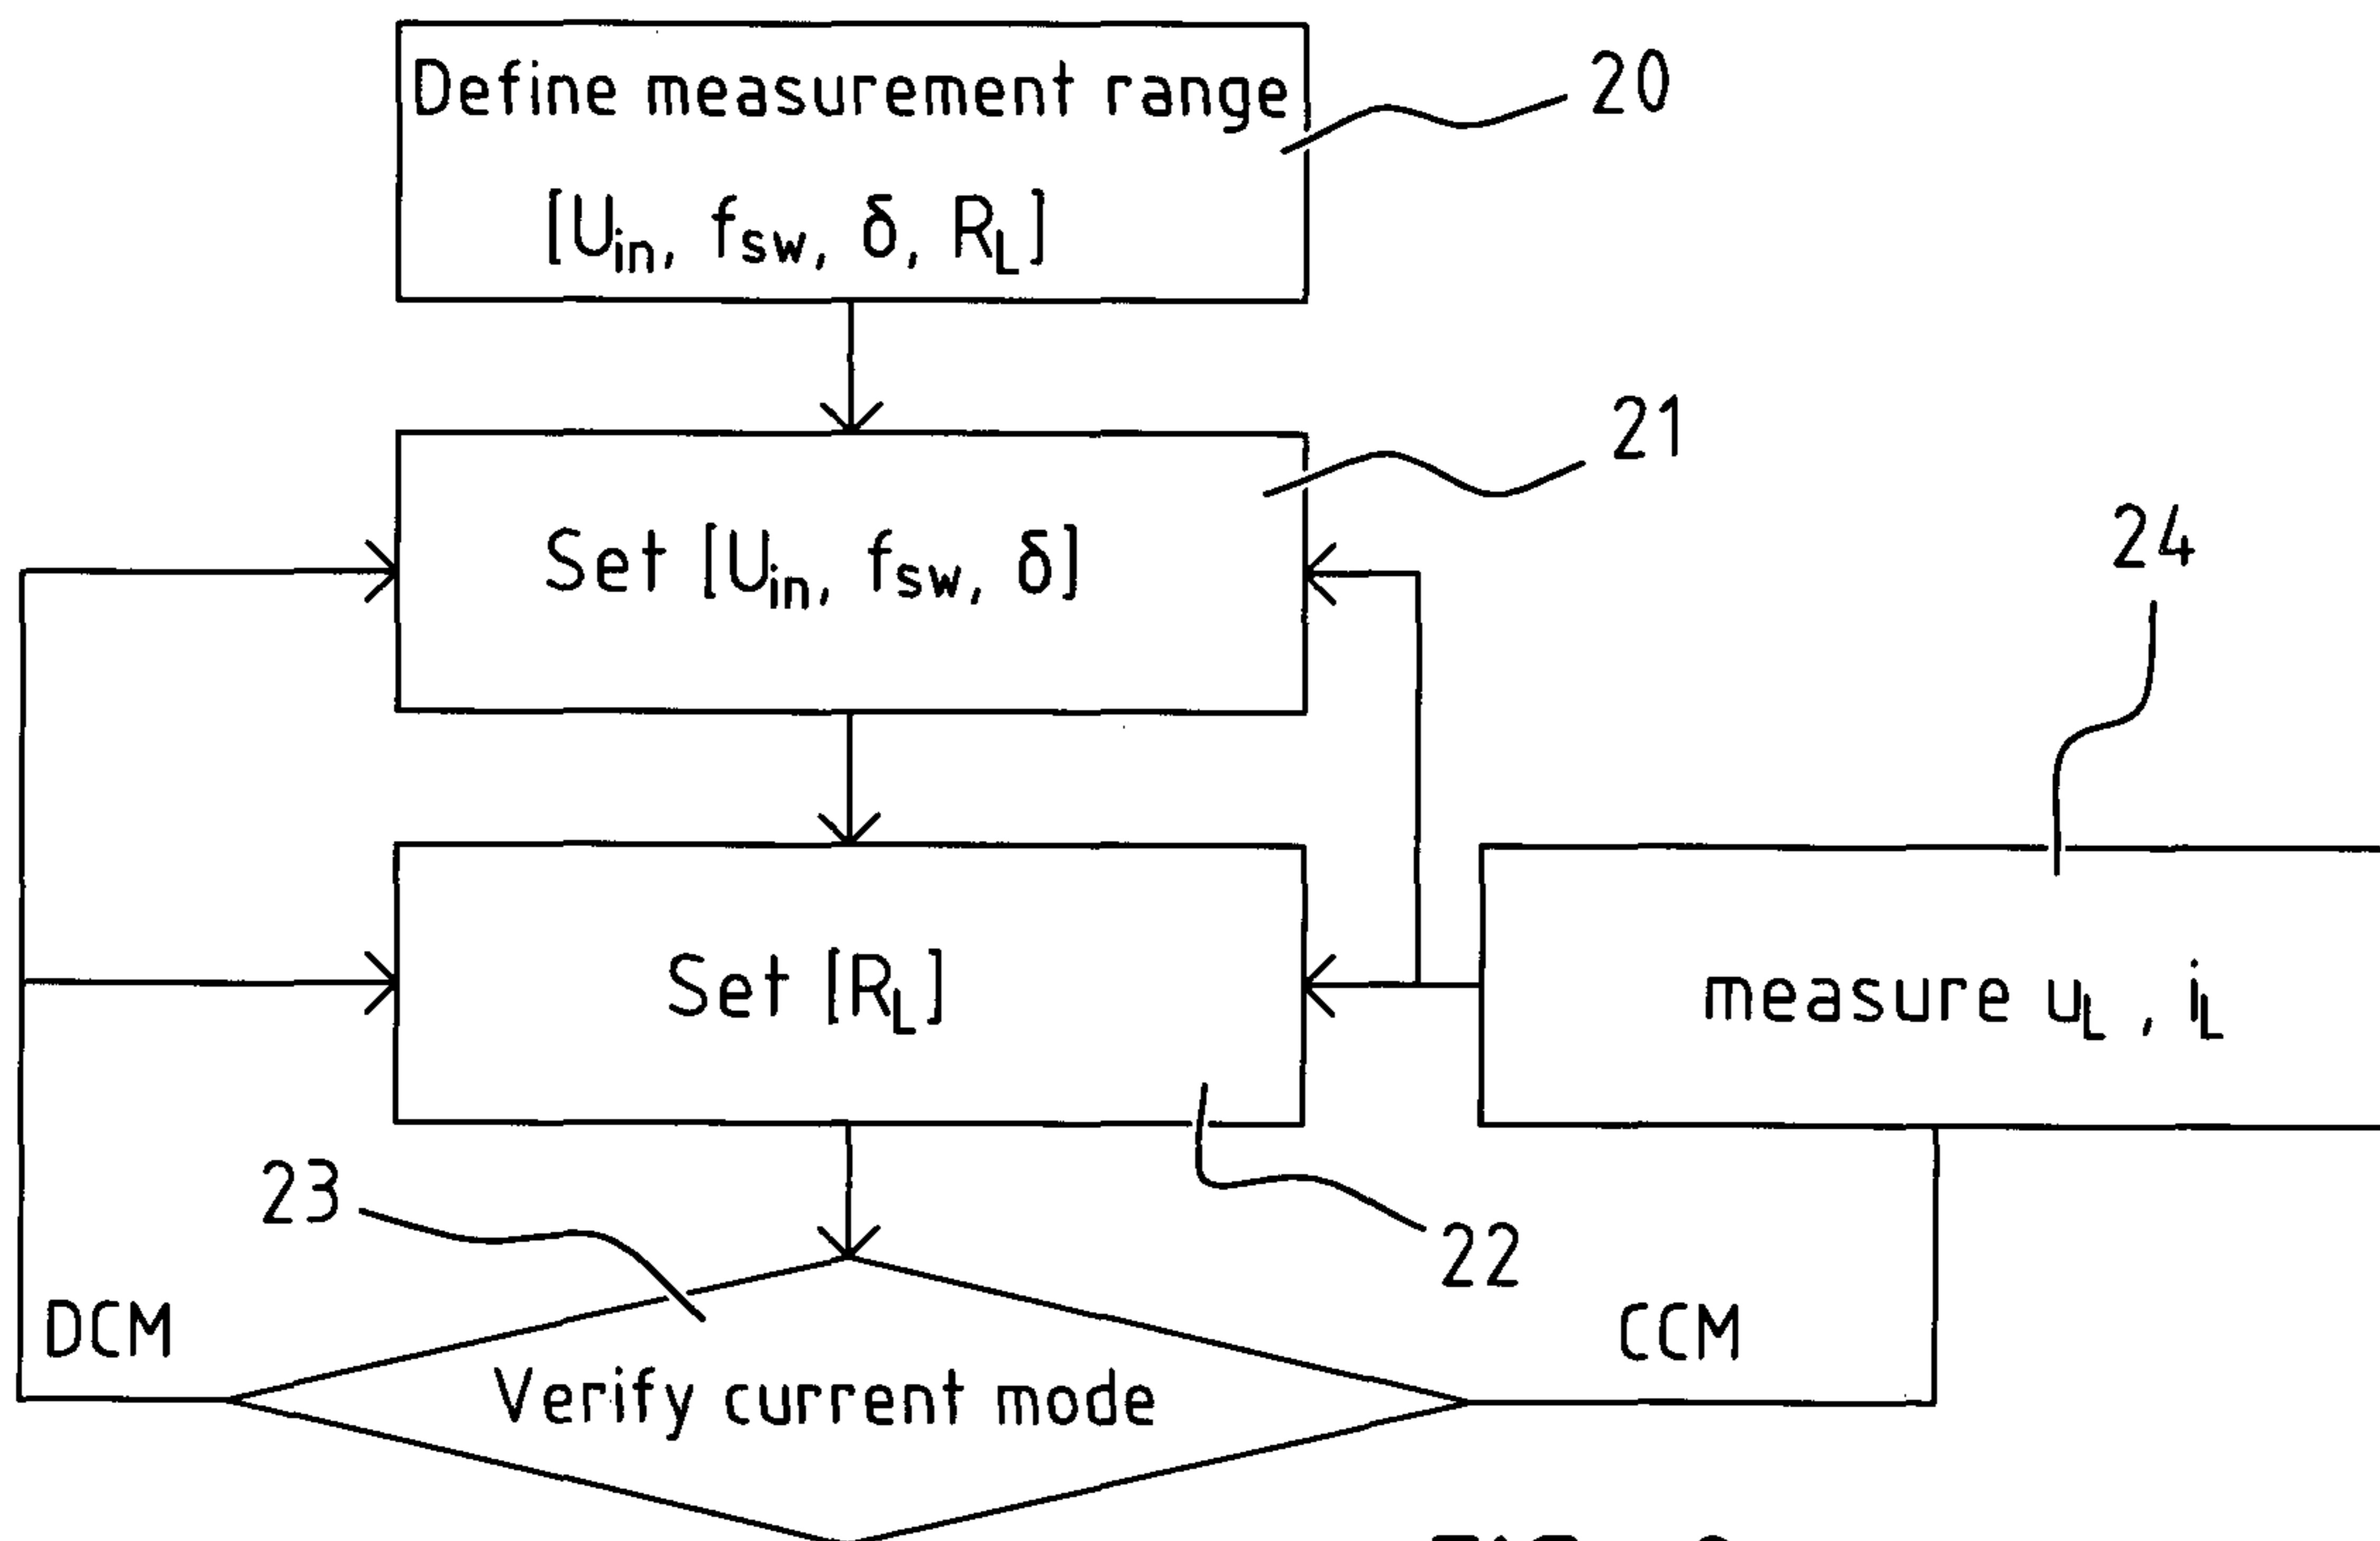 Define measurement range
[Uin, fsw, δ, RL]
20
Set [Uin, fsw, δ]
21
24
Set [RL]
measure uL , iL
23
22
DCM
CCM
Verify current mode